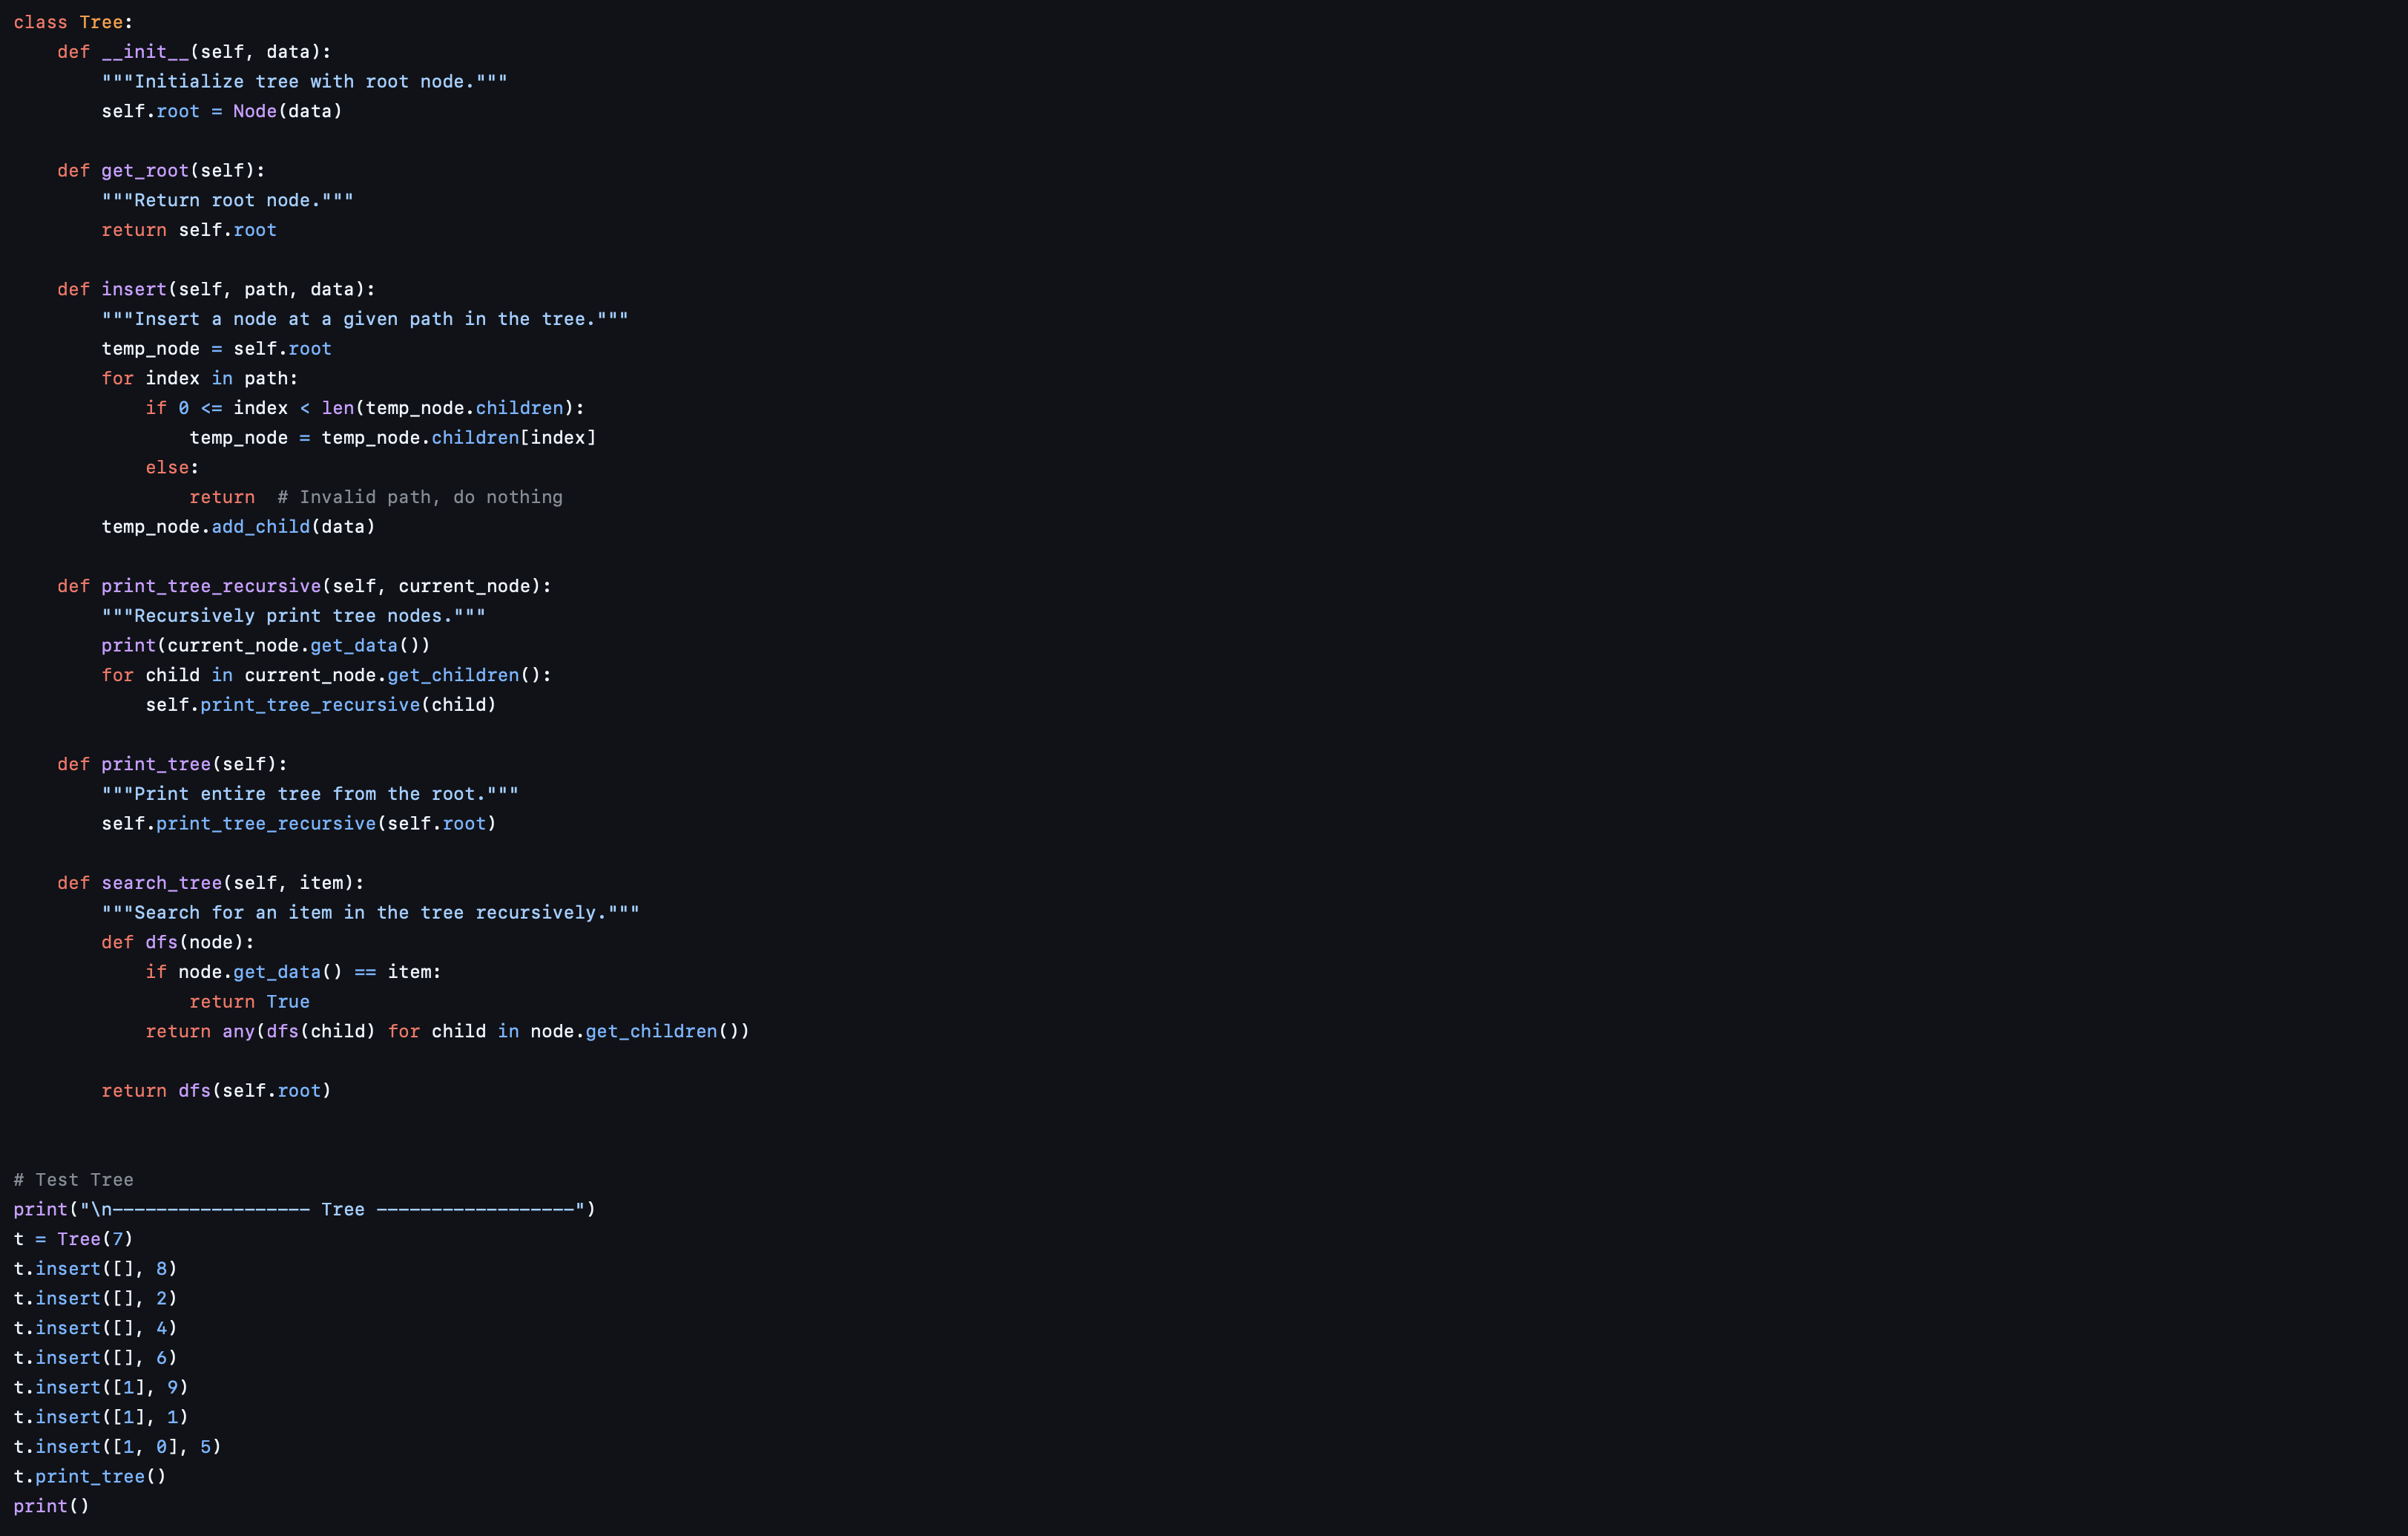 class Tree:
    def __init__(self, data):
        """Initialize tree with root node."""
        self.root = Node(data)

    def get_root(self):
        """Return root node."""
        return self.root

    def insert(self, path, data):
        """Insert a node at a given path in the tree."""
        temp_node = self.root
        for index in path:
            if 0 <= index < len(temp_node.children):
                temp_node = temp_node.children[index]
            else:
                return  # Invalid path, do nothing
        temp_node.add_child(data)

    def print_tree_recursive(self, current_node):
        """Recursively print tree nodes."""
        print(current_node.get_data())
        for child in current_node.get_children():
            self.print_tree_recursive(child)

    def print_tree(self):
        """Print entire tree from the root."""
        self.print_tree_recursive(self.root)

    def search_tree(self, item):
        """Search for an item in the tree recursively."""
        def dfs(node):
            if node.get_data() == item:
                return True
            return any(dfs(child) for child in node.get_children())

        return dfs(self.root)


# Test Tree
print("\n------------------ Tree ------------------")
t = Tree(7)
t.insert([], 8)
t.insert([], 2)
t.insert([], 4)
t.insert([], 6)
t.insert([1], 9)
t.insert([1], 1)
t.insert([1, 0], 5)
t.print_tree()
print()